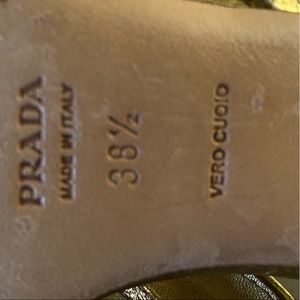 PRADA
MADE IN ITALY
38½
VERO CUOIO